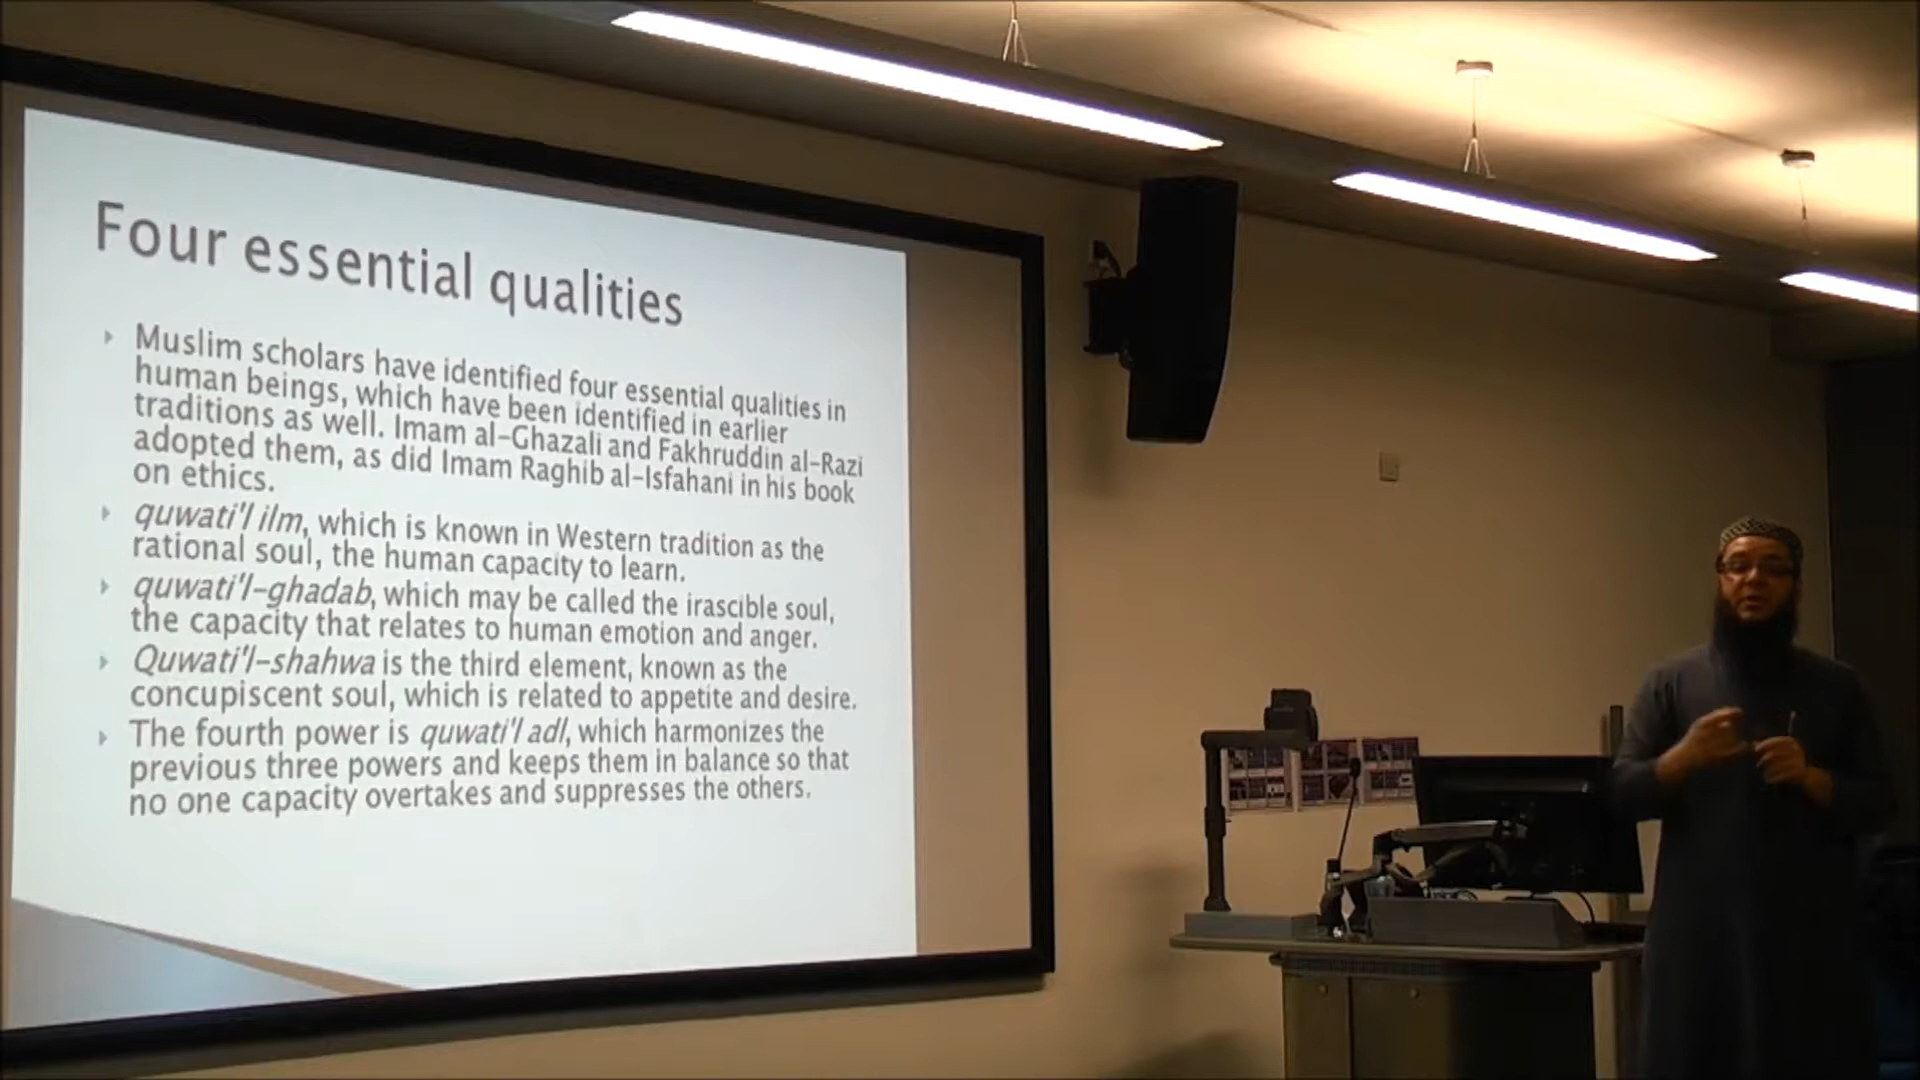 Four essential qualities
Muslim scholars have identified four essential qualities in
human beings, which have been identified in earlier
traditions as well. Imam al-Ghazali and Fakhruddin al-Razi
adopted them, as did Imam Raghib al-Isfahani in his book
on ethics.
quwati'l ilm, which is known in Western tradition as the
rational soul, the human capacity to learn.
quwati'l-ghadab, which may be called the irascible soul,
the capacity that relates to human emotion and anger.
Quwati'l-shahwa is the third element, known as the
concupiscent soul, which is related to appetite and desire.
The fourth power is quwati'l adl, which harmonizes the
previous three powers and keeps them in balance so that
no one capacity overtakes and suppresses the others.